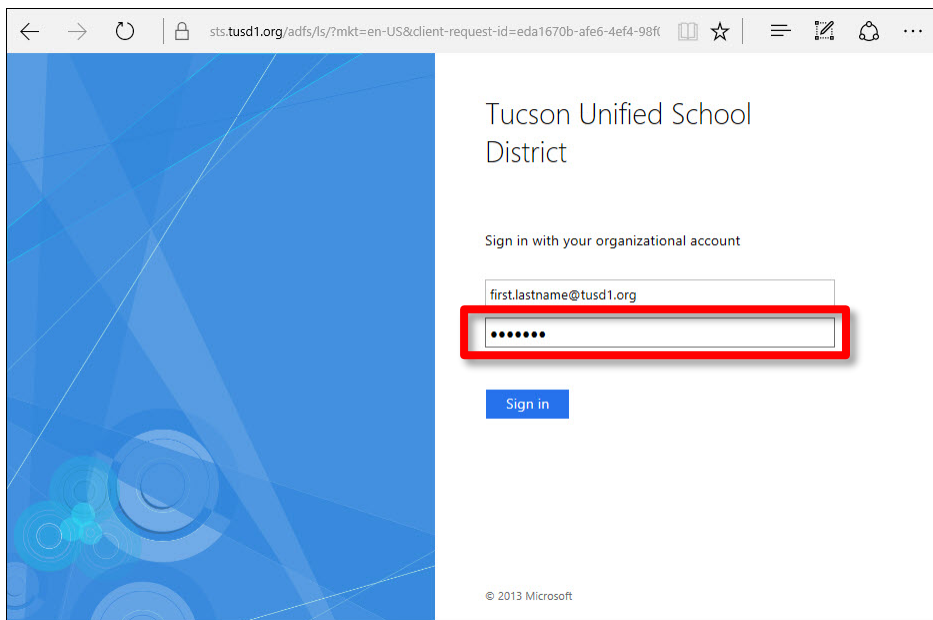 sts.tusd1.org/adfs/ls/?mkt=en-US&client-request-id=eda1670b-afe6-4ef4-98f(
Tucson Unified School
District
Sign in with your organizational account
first.lastname@tusd1.org
•••••••
Sign in
© 2013 Microsoft